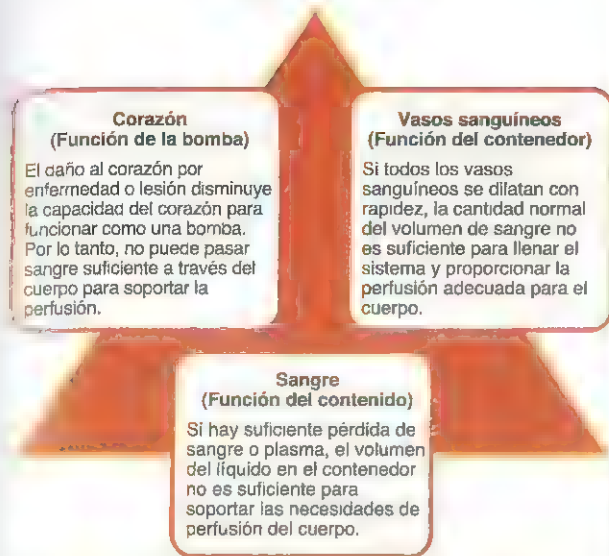 Corazón
(Función de la bomba)
El daño al corazón por
enfermedad o lesión disminuye
la capacidad del corazón para
funcionar como una bomba.
Por lo tanto, no puede pasar
sangre suficiente a través del
cuerpo para soportar la
perfusión.
Vasos sanguíneos
(Función del contenedor)
Si todos los vasos
sanguíneos se dilatan con
rapidez, la cantidad normal
del volumen de sangre no
es suficiente para llenar el
sistema y proporcionar la
perfusión adecuada para el
cuerpo.
Sangre
(Función del contenido)
Si hay suficiente pérdida de
sangre o plasma, el volumen
del líquido en el contenedor
no es suficiente para
soportar las necesidades de
perfusión del cuerpo.